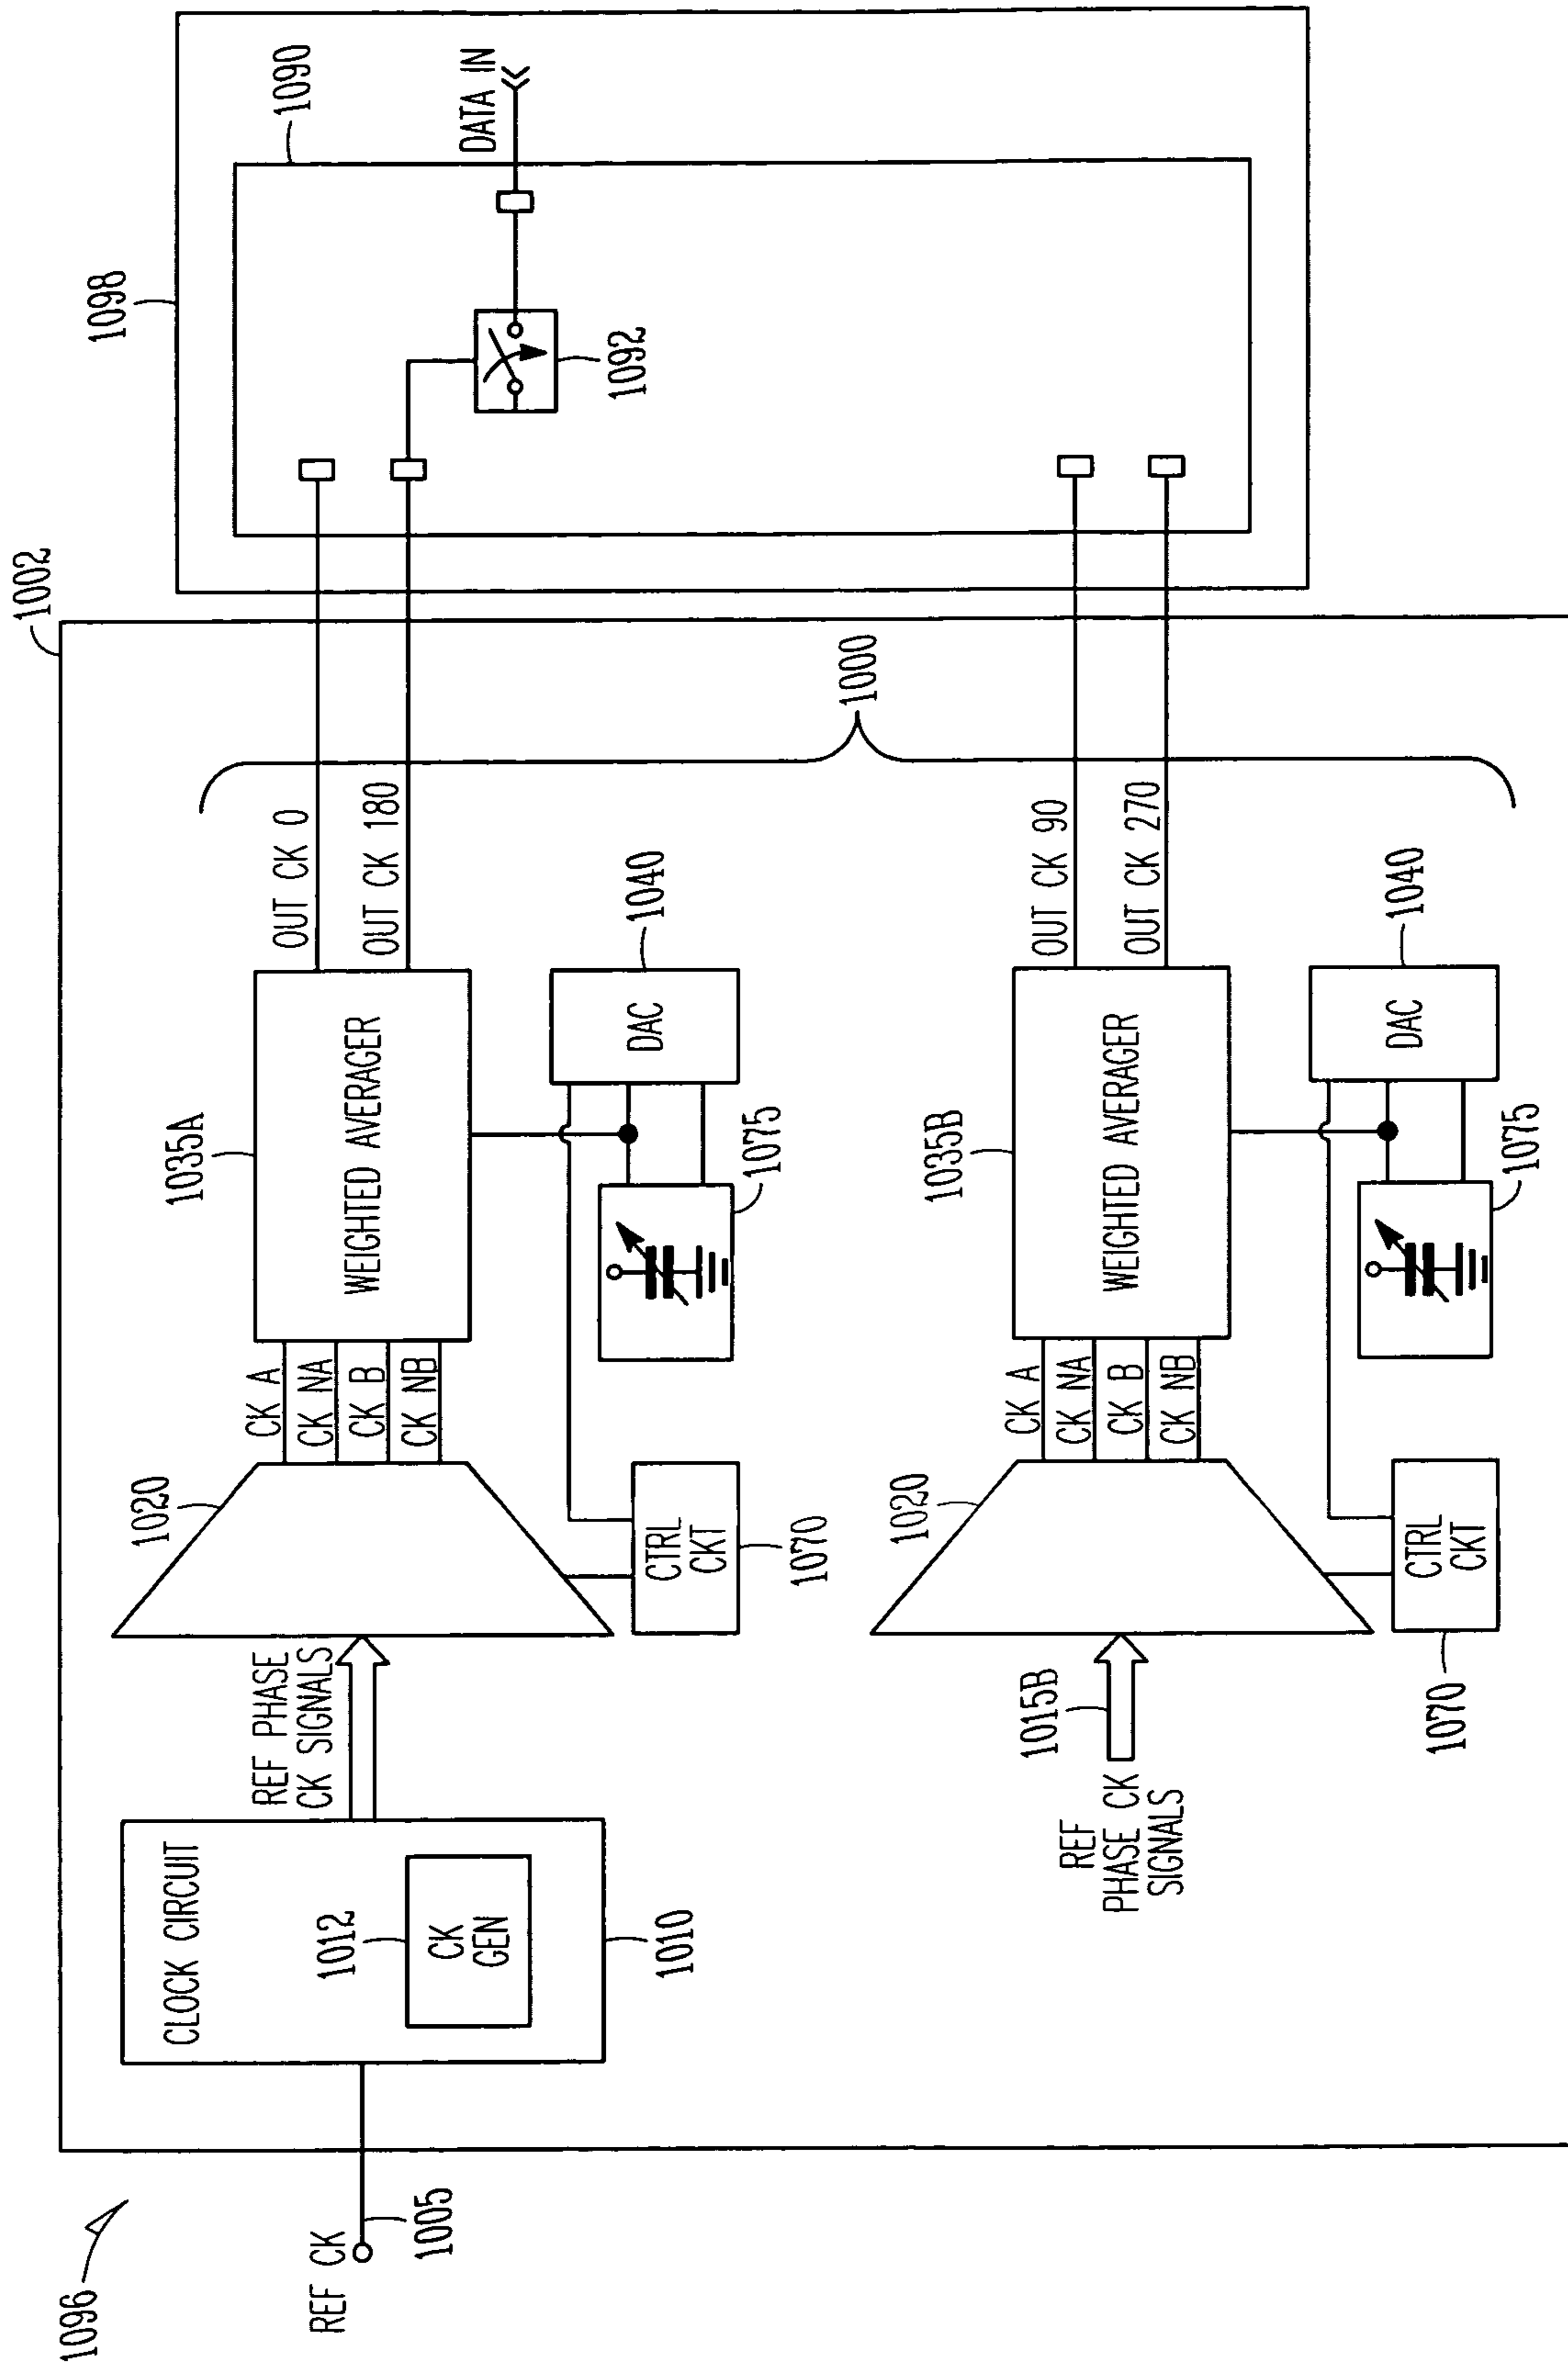 1096
1002
1098
1090
DATA IN
1092
REF CK
1005
CLOCK CIRCUIT
1012
CK
GEN
1010
REF PHASE
CK SIGNALS
1020
CK A
CK NA
CK B
CK NB
1035A
WEIGHTED AVERAGER
OUT CK 0
OUT CK 180
1000
CTRL
CKT
1070
1075
DAC
1040
REF
PHASE CK
SIGNALS
1015B
1020
CK A
CK NA
CK B
CK NB
1035B
WEIGHTED AVERAGER
OUT CK 90
OUT CK 270
CTRL
CKT
1070
1075
DAC
1040